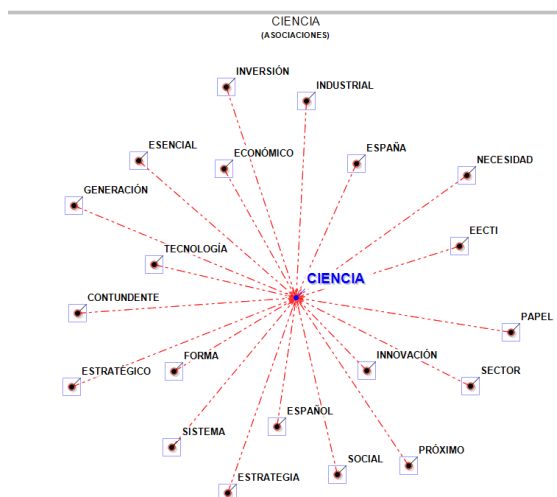 CIENCIA
(ASOCIACIONES)
INVERSIÓN
INDUSTRIAL
ESENCIAL
ECONÓMICO
ESPAÑA
NECESIDAD
GENERACIÓN
EECTI
TECNOLOGÍA
CIENCIA
CONTUNDENTE
PAPEL
FORMA
INNOVACIÓN
ESTRATÉGICO
SECTOR
ESPAÑOL
SISTEMA
SOCIAL
PRÓXIMO
ESTRATEGIA